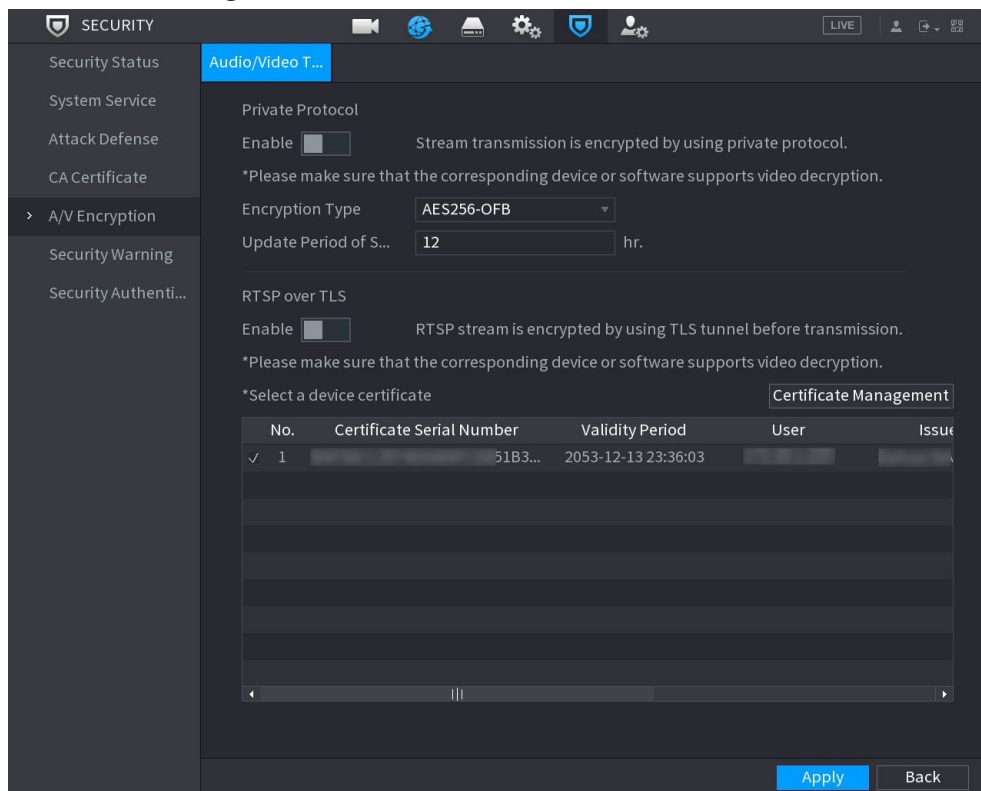 SECURITY
LIVE
Security Status
System Service
Attack Defense
CA Certificate
A/V Encryption
Security Warning
Security Authenti...
Audio/Video T...
Private Protocol
Enable Stream transmission is encrypted by using private protocol.
*Please make sure that the corresponding device or software supports video decryption.
Encryption Type AES256-OFB
Update Period of S... 12 hr.
RTSP over TLS
Enable RTSP stream is encrypted by using TLS tunnel before transmission.
*Please make sure that the corresponding device or software supports video decryption.
*Select a device certificate Certificate Management
No. Certificate Serial Number Validity Period User Issue
1 51B3... 2053-12-13 23:36:03
Apply Back